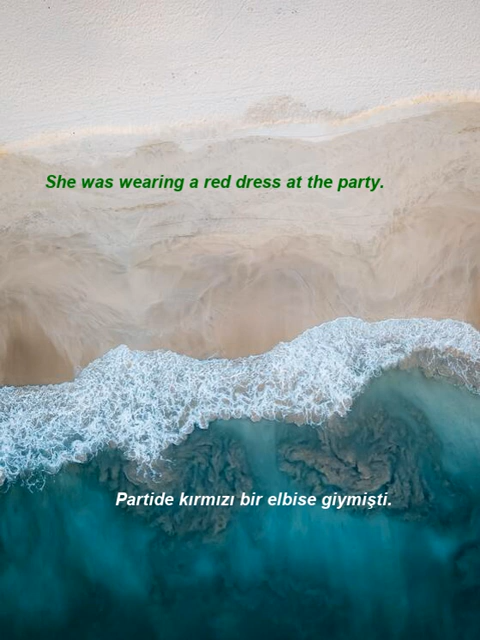 She was wearing a red dress at the party.
Partide kırmızı bir elbise giymişti.